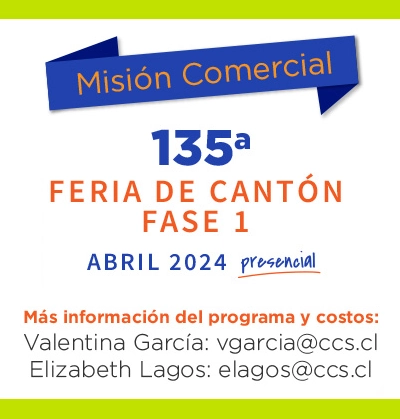 Misión Comercial
135ª
FERIA DE CANTÓN
FASE 1
ABRIL 2024 presencial
Más información del programa y costos:
Valentina García: vgarcia@ccs.cl
Elizabeth Lagos: elagos@ccs.cl